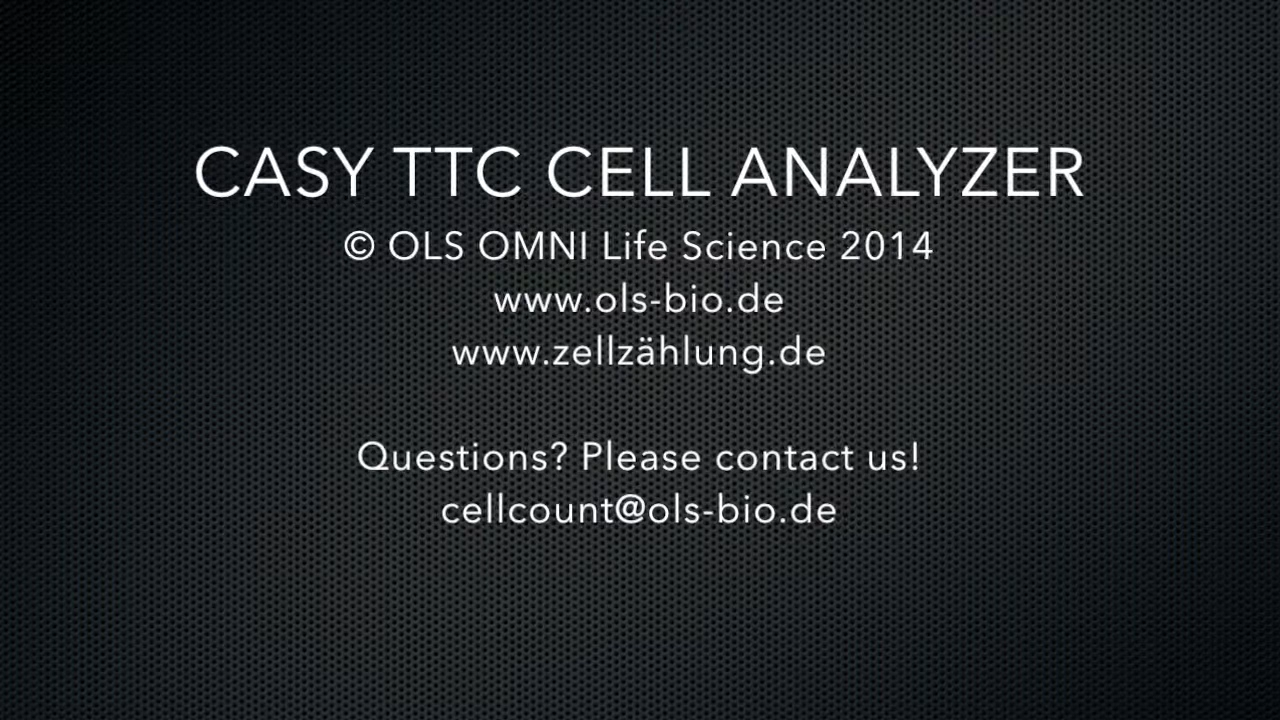 CASY TTC CELL ANALYZER
© OLS OMNI Life Science 2014
www.ols-bio.de
www.zellzählung.de
Questions? Please contact us!
cellcount@ols-bio.de